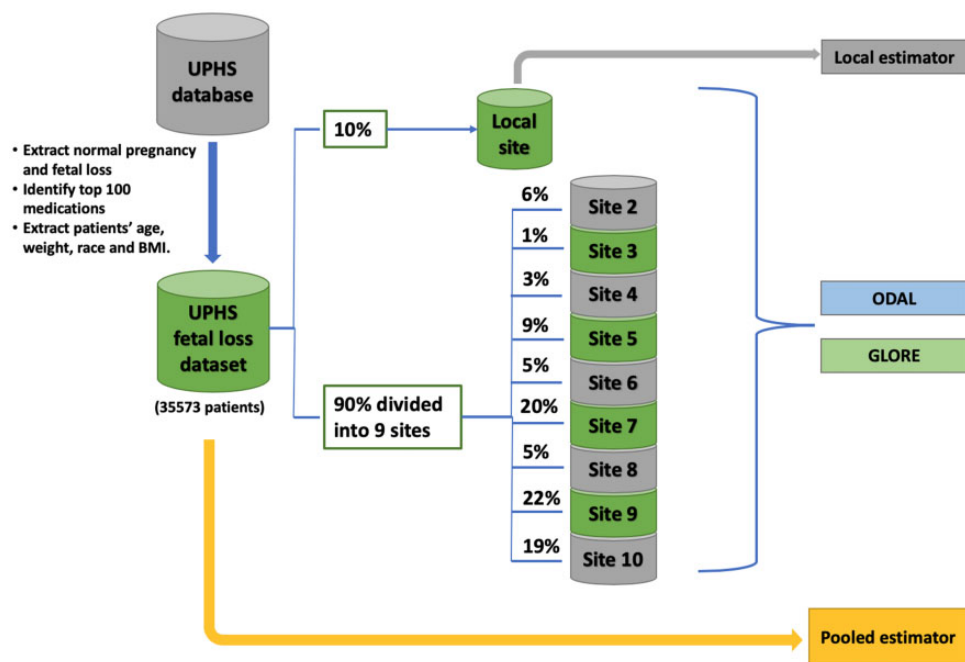 UPHS
database
• Extract normal pregnancy
and fetal loss
• Identify top 100
medications
• Extract patients' age,
weight, race and BMI.
UPHS
fetal loss
dataset
(35573 patients)
10%
90% divided
into 9 sites
Local
site
6%
Site 2
1%
Site 3
3%
Site 4
9%
Site 5
5%
Site 6
20%
Site 7
5%
Site 8
22%
Site 9
19%
Site 10
Local estimator
ODAL
GLORE
Pooled estimator